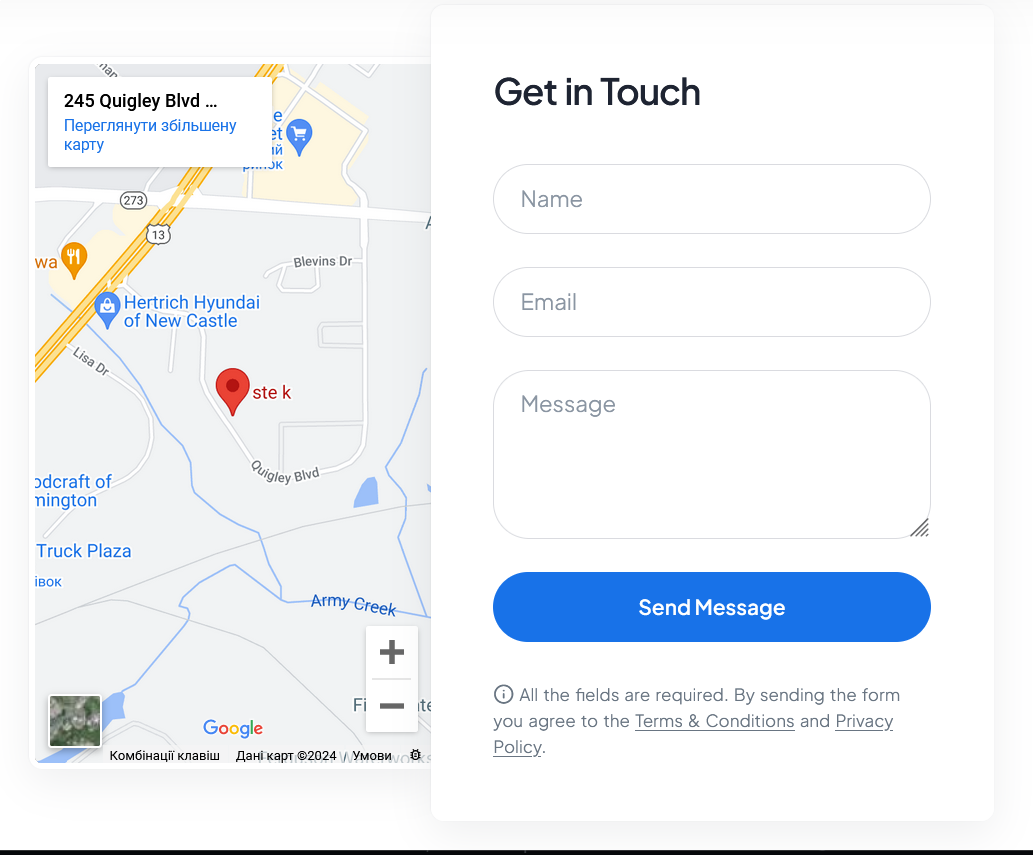 245 Quigley Blvd ...
Переглянути збільшену
карту
ринок
273
13
Blevins Dr
Hertrich Hyundai
of New Castle
Lisa Dr
ste k
Quigley Blvd
odcraft of
mington
Truck Plaza
івок
Army Creek
Google
Комбінації клавіш
Дані карт ©2024
Умови
Get in Touch
Name
Email
Message
Send Message
All the fields are required. By sending the form
you agree to the Terms & Conditions and Privacy
Policy.